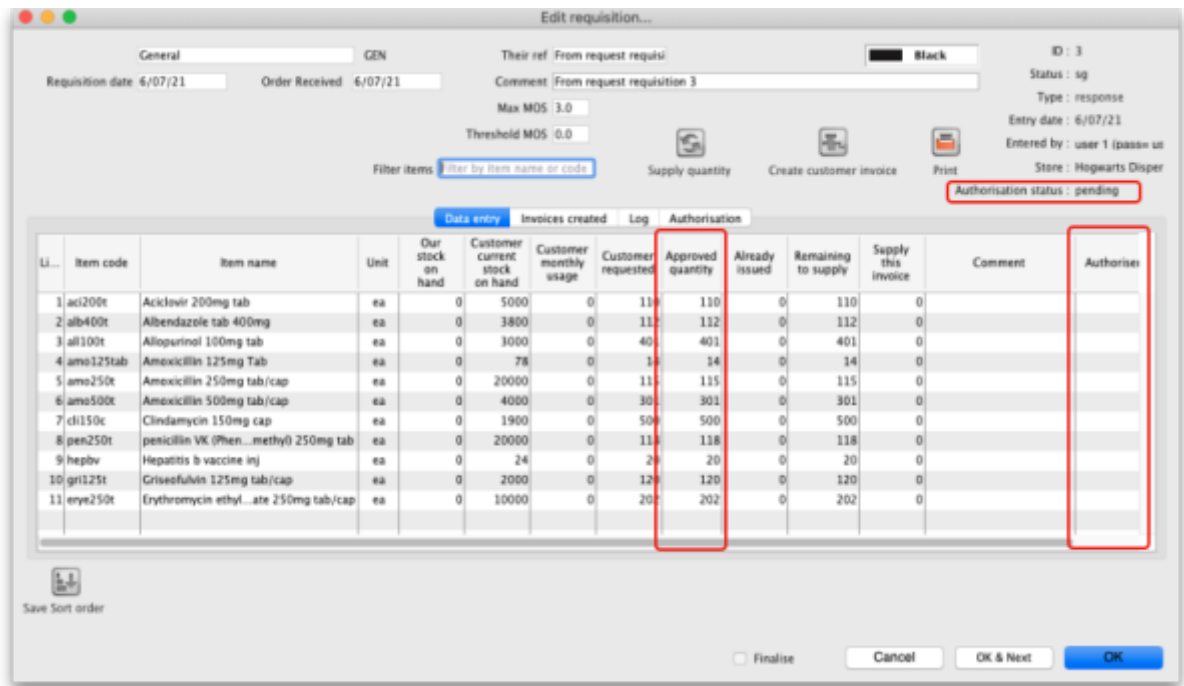 Edit requisition...
General GEN Their ref From request requisi Black ID : 3
Requisition date 6/07/21 Order Received 6/07/21 Comment From request requisition 3 Status : sg
Max MOS 3.0 Type : response
Threshold MOS 0.0 Entry date : 6/07/21
Entered by : user 1 (pass= us
Filter items Filter by item name or code Supply quantity Create customer invoice Print Store : Hogwarts Disper
Authorisation status : pending
Data entry Invoices created Log Authorisation
Li... Item code Item name Unit Our stock on hand Customer current stock on hand Customer monthly usage Customer requested Approved quantity Already issued Remaining to supply Supply this invoice Comment Authoriser
1 aci200t Aciclovir 200mg tab ea 0 5000 0 110 110 0 110 0
2 alb400t Albendazole tab 400mg ea 0 3800 0 112 112 0 112 0
3 all100t Allopurinol 100mg tab ea 0 3000 0 401 401 0 401 0
4 amo125tab Amoxicillin 125mg Tab ea 0 78 0 14 14 0 14 0
5 amo250t Amoxicillin 250mg tab/cap ea 0 20000 0 115 115 0 115 0
6 amo500t Amoxicillin 500mg tab/cap ea 0 4000 0 301 301 0 301 0
7 cli150c Clindamycin 150mg cap ea 0 1900 0 500 500 0 500 0
8 pen250t penicillin VK (Phen...methyl) 250mg tab ea 0 20000 0 118 118 0 118 0
9 hepbv Hepatitis b vaccine inj ea 0 24 0 20 20 0 20 0
10 gri125t Griseofulvin 125mg tab/cap ea 0 2000 0 120 120 0 120 0
11 erye250t Erythromycin ethyl...ate 250mg tab/cap ea 0 10000 0 202 202 0 202 0
Save Sort order
Finalise Cancel OK & Next OK